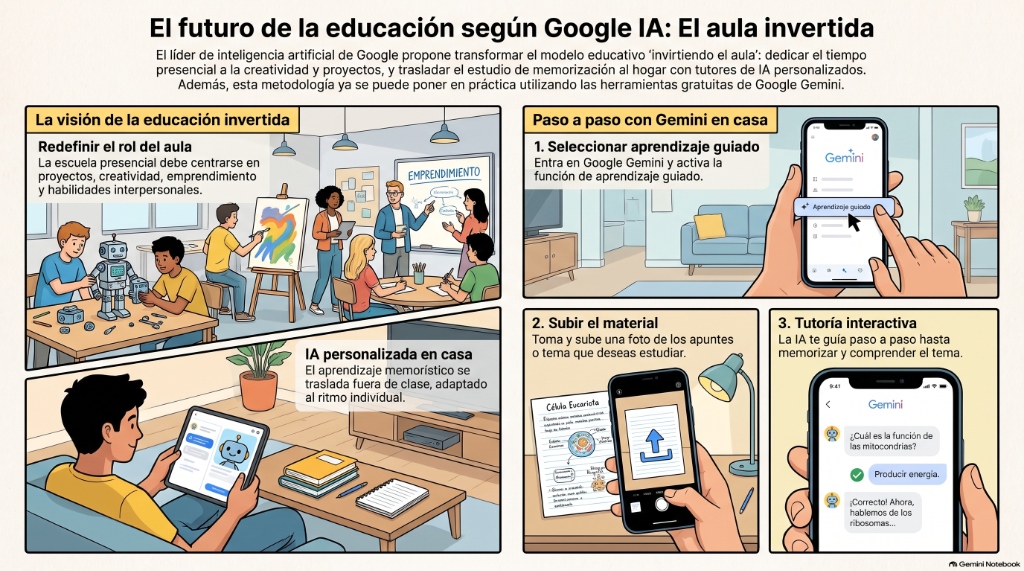 El futuro de la educación según Google IA: El aula invertida
El líder de inteligencia artificial de Google propone transformar el modelo educativo ‘invirtiendo el aula’: dedicar el tiempo
presencial a la creatividad y proyectos, y trasladar el estudio de memorización al hogar con tutores de IA personalizados.
Además, esta metodología ya se puede poner en práctica utilizando las herramientas gratuitas de Google Gemini.
La visión de la educación invertida
Redefinir el rol del aula
La escuela presencial debe centrarse en
proyectos, creatividad, emprendimiento
y habilidades interpersonales.
EMPRENDIMIENTO
IA personalizada en casa
El aprendizaje memorístico se
traslada fuera de clase, adaptado
al ritmo individual.
Paso a paso con Gemini en casa
1. Seleccionar aprendizaje guiado
Entra en Google Gemini y activa la
función de aprendizaje guiado.
Gemini
Aprendizaje guiado
2. Subir el material
Toma y sube una foto de los apuntes
o tema que deseas estudiar.
Célula Eucariota
3. Tutoría interactiva
La IA te guía paso a paso hasta
memorizar y comprender el tema.
9:41
Gemini
¿Cuál es la función de
las mitocondrias?
Producir energía.
¡Correcto! Ahora,
hablemos de los
ribosomas...
Gemini Notebook